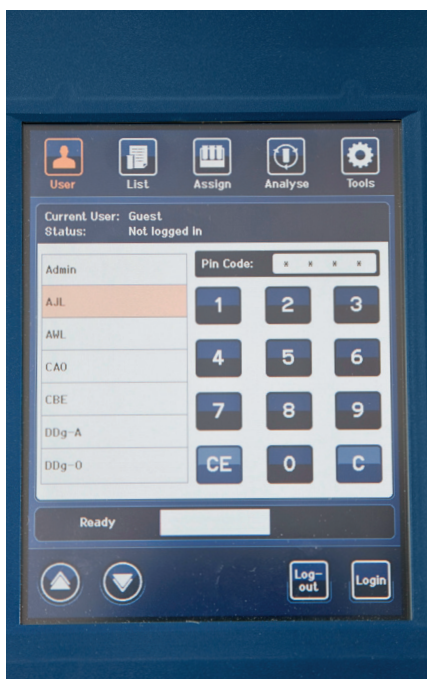 User List Assign Analyse Tools
Current User: Guest
Status: Not logged in
Admin
AJL
AWL
CAO
CBE
DDg-A
DDg-O
Pin Code: * * * *
1 2 3
4 5 6
7 8 9
CE 0 C
Ready
Log-
out
Login